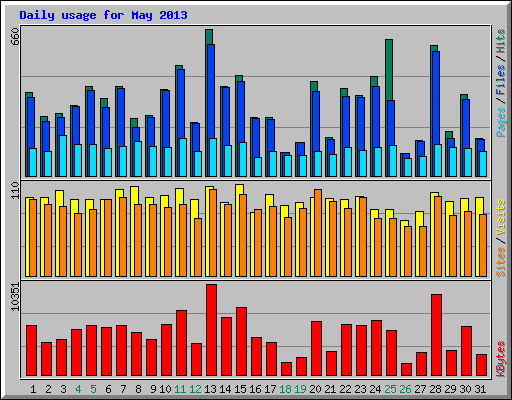 Daily usage for May 2013
660
Pages / Files / Hits
110
Sites / Visits
10351
KBytes
1 2 3 4 5 6 7 8 9 10 11 12 13 14 15 16 17 18 19 20 21 22 23 24 25 26 27 28 29 30 31